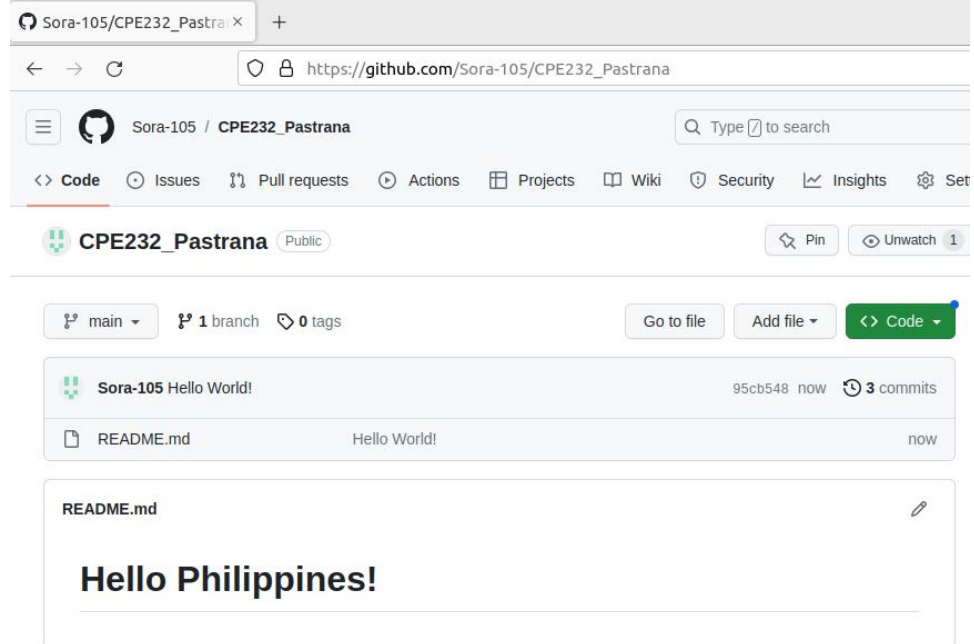 Sora-105/CPE232_Pastra
https://github.com/Sora-105/CPE232_Pastrana
Sora-105 / CPE232_Pastrana
Type / to search
Code Issues Pull requests Actions Projects Wiki Security Insights
CPE232_Pastrana Public Pin Unwatch 1
main 1 branch 0 tags Go to file Add file Code
Sora-105 Hello World! 95cb548 now 3 commits
README.md Hello World! now
README.md
Hello Philippines!